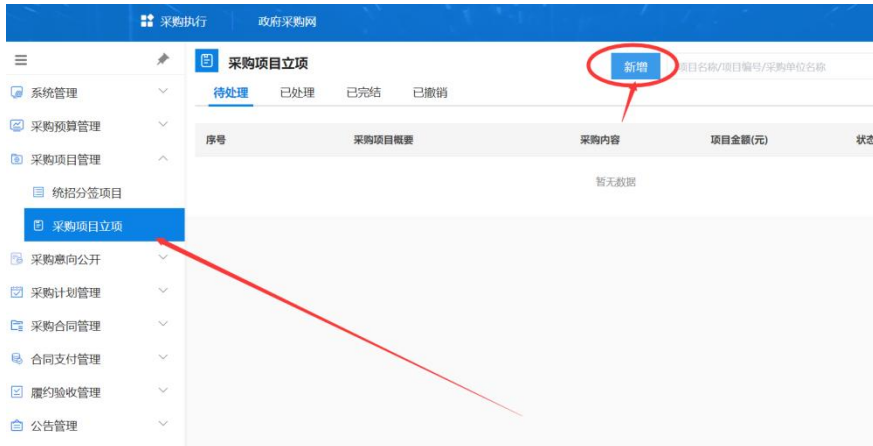 采购执行 政府采购网
采购项目立项 新增 项目名称/项目编号/采购单位名称
系统管理 待处理 已处理 已完结 已撤销
采购预算管理
序号 采购项目概要 采购内容 项目金额(元) 状态
采购项目管理
统招分签项目 暂无数据
采购项目立项
采购意向公开
采购计划管理
采购合同管理
合同支付管理
履约验收管理
公告管理